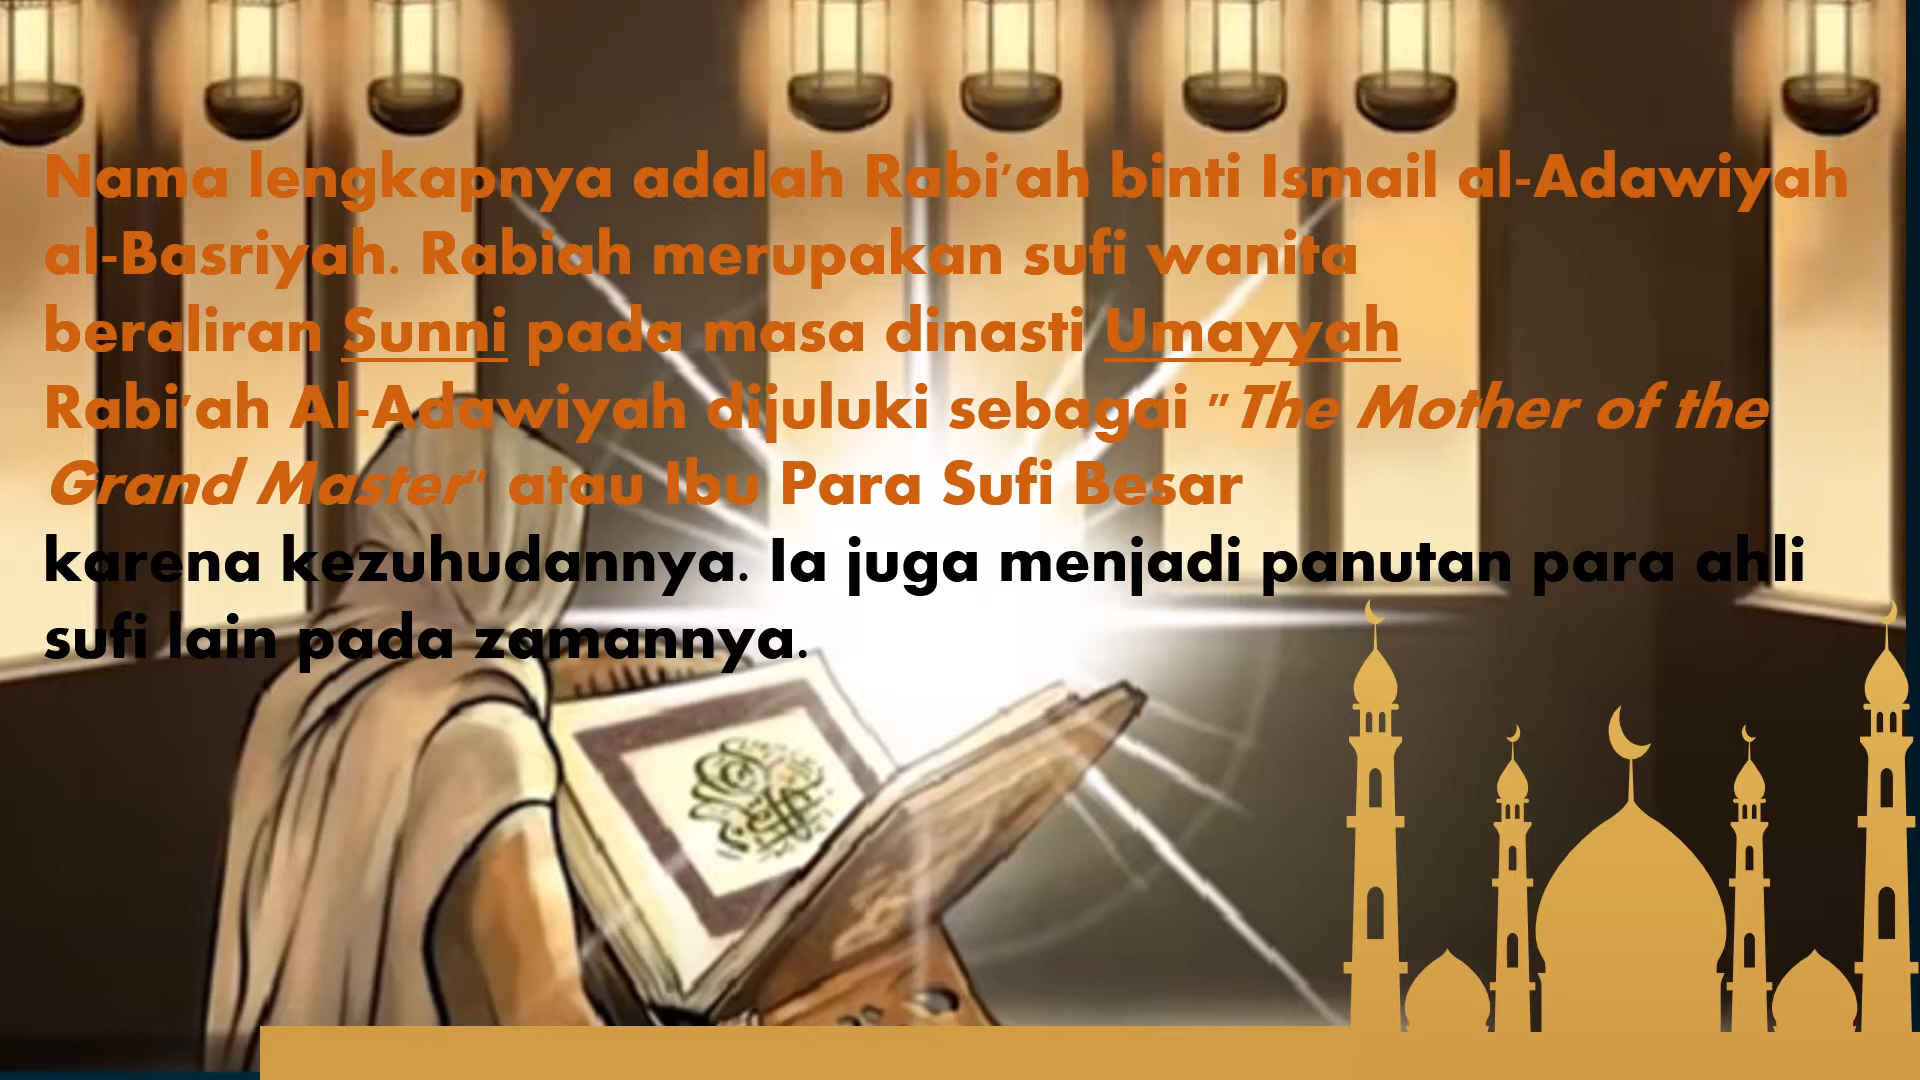 Nama lengkapnya adalah Rabi'ah binti Ismail al-Adawiyah
al-Basriyah. Rabiah merupakan sufi wanita
beraliran Sunni pada masa dinasti Umayyah
Rabi'ah Al-Adawiyah dijuluki sebagai "The Mother of the
Grand Master" atau Ibu Para Sufi Besar
karena kezuhudannya. Ia juga menjadi panutan para ahli
sufi lain pada zamannya.